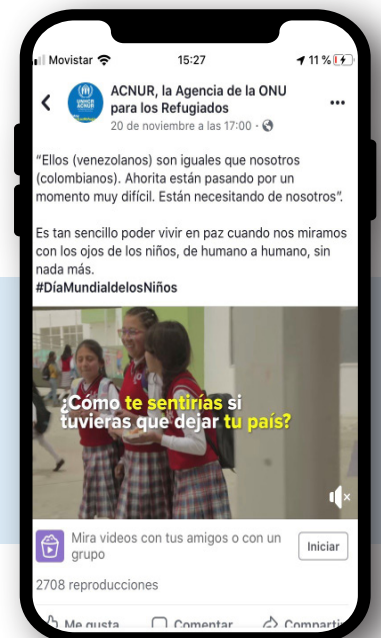 Movistar 15:27 11 %
ACNUR, la Agencia de la ONU
para los Refugiados
20 de noviembre a las 17:00 ·
“Ellos (venezolanos) son iguales que nosotros
(colombianos). Ahorita están pasando por un
momento muy difícil. Están necesitando de nosotros”.
Es tan sencillo poder vivir en paz cuando nos miramos
con los ojos de los niños, de humano a humano, sin
nada más.
#DíaMundialdelosNiños
¿Cómo te sentirías si
tuvieras que dejar tu país?
Mira videos con tus amigos o con un
grupo
Iniciar
2708 reproducciones
Me gusta Comentar Compartir